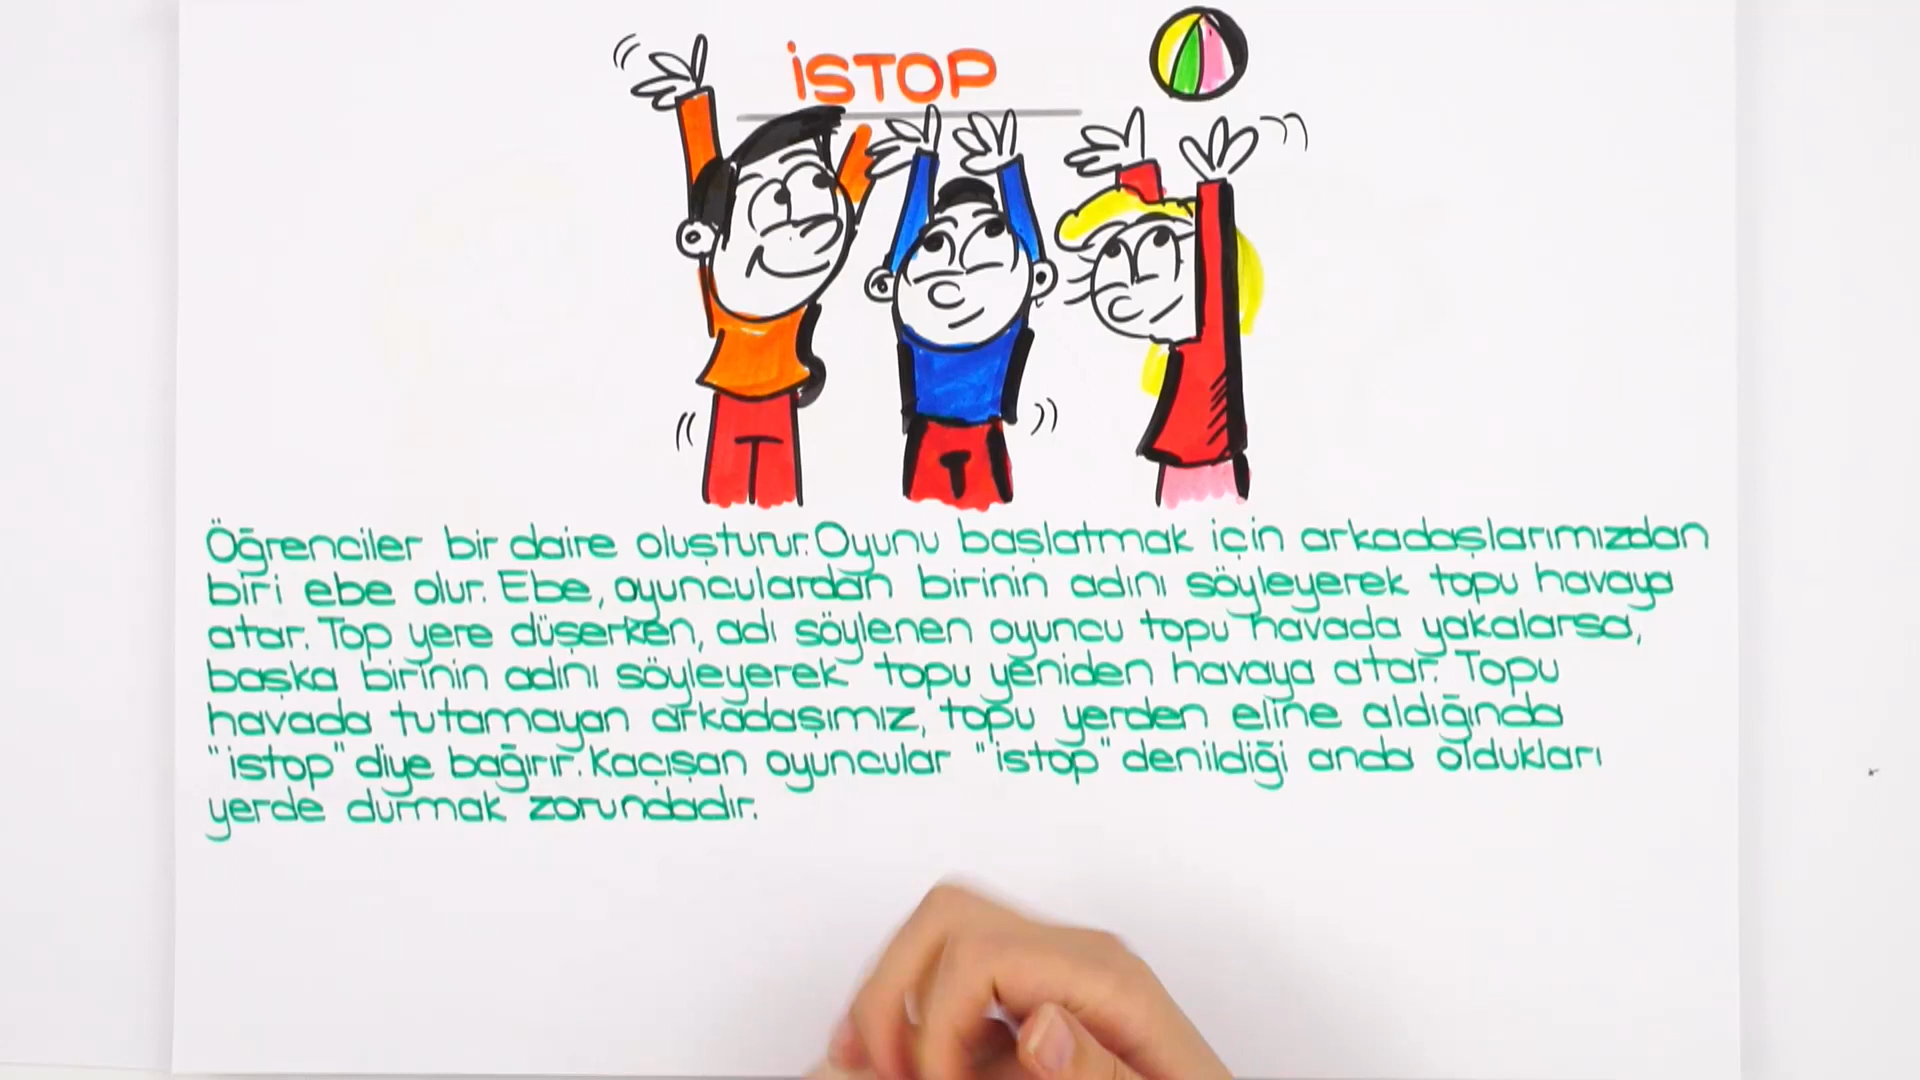 İSTOP
Öğrenciler bir daire oluşturur. Oyunu başlatmak için arkadaşlarımızdan
biri ebe olur. Ebe, oyunculardan birinin adını söyleyerek topu havaya
atar. Top yere düşerken, adı söylenen oyuncu topu havada yakalarsa,
başka birinin adını söyleyerek topu yeniden havaya atar. Topu
havada tutamayan arkadaşımız, topu yerden eline aldığında
"istop" diye bağırır. Kaçışan oyuncular "istop" denildiği anda oldukları
yerde durmak zorundadır.